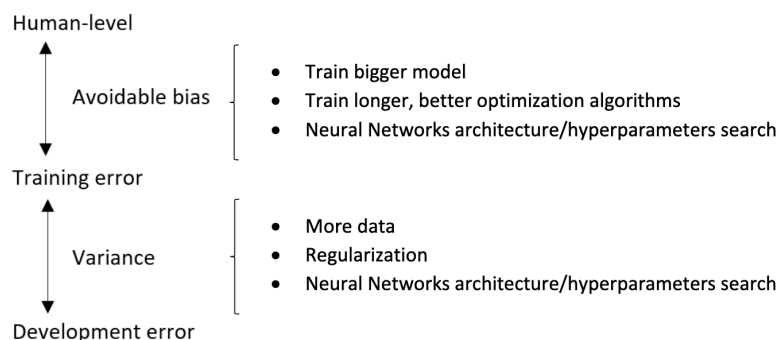 Human-level
Avoidable bias
• Train bigger model
• Train longer, better optimization algorithms
• Neural Networks architecture/hyperparameters search
Training error
Variance
• More data
• Regularization
• Neural Networks architecture/hyperparameters search
Development error